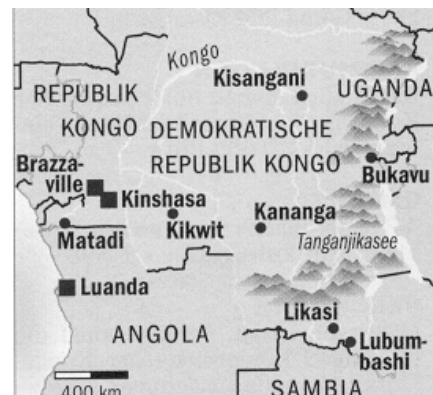 Kongo
Kisangani
UGANDA
REPUBLIK
KONGO
DEMOKRATISCHE
REPUBLIK KONGO
Brazza-
ville
Bukavu
Kinshasa
Kananga
Kikwit
Matadi
Tanganjikasee
Luanda
Likasi
ANGOLA
Lubum-
bashi
400 km
SAMBIA